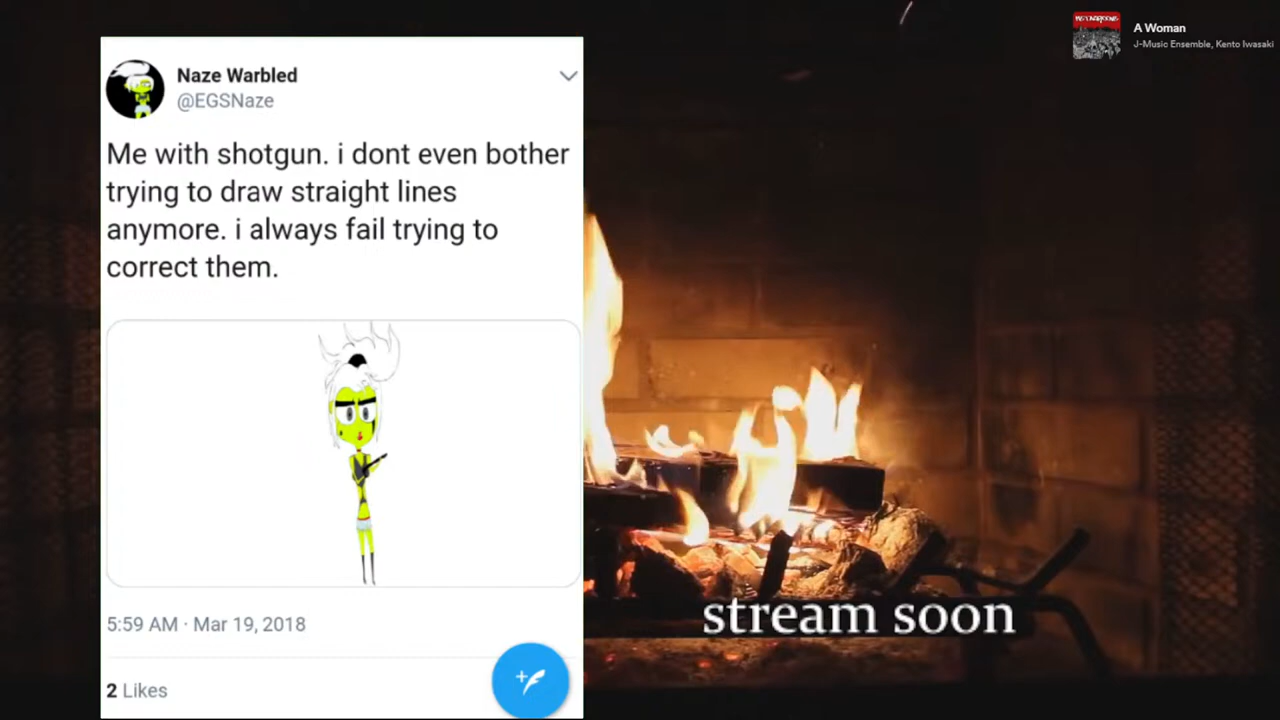 Naze Warbled
@EGSNaze
Me with shotgun. i dont even bother
trying to draw straight lines
anymore. i always fail trying to
correct them.
5:59 AM · Mar 19, 2018
2 Likes
A Woman
J-Music Ensemble, Kento Iwasaki
stream soon